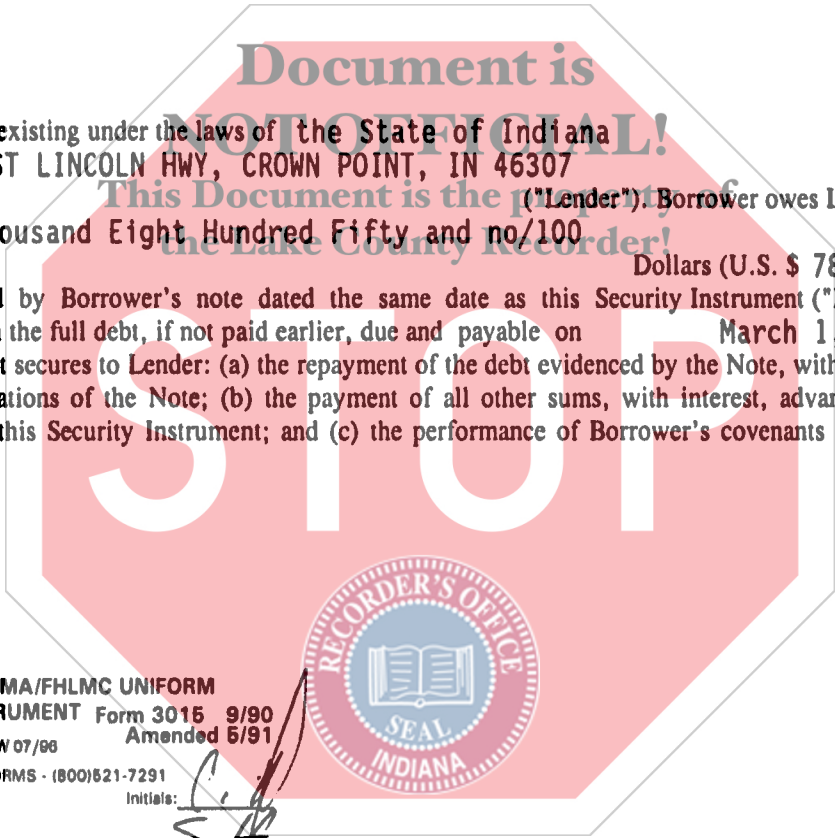 Document is
existing under the laws of the State of Indiana
NOT OFFICIAL!
ST LINCOLN HWY, CROWN POINT, IN 46307
This Document is the property of
("Lender"). Borrower owes L
ousand Eight Hundred Fifty and no/100
the Lake County Recorder!
Dollars (U.S. $ 78
by Borrower's note dated the same date as this Security Instrument ("
the full debt, if not paid earlier, due and payable on March 1,
t secures to Lender: (a) the repayment of the debt evidenced by the Note, with
ations of the Note; (b) the payment of all other sums, with interest, advan
this Security Instrument; and (c) the performance of Borrower's covenants
STOP
RECORDER'S OFFICE
SEAL
INDIANA
MA/FHLMC UNIFORM
RUMENT Form 3015 9/90
Amended 5/91
W 07/96
RMS - (800)521-7291
Initials: